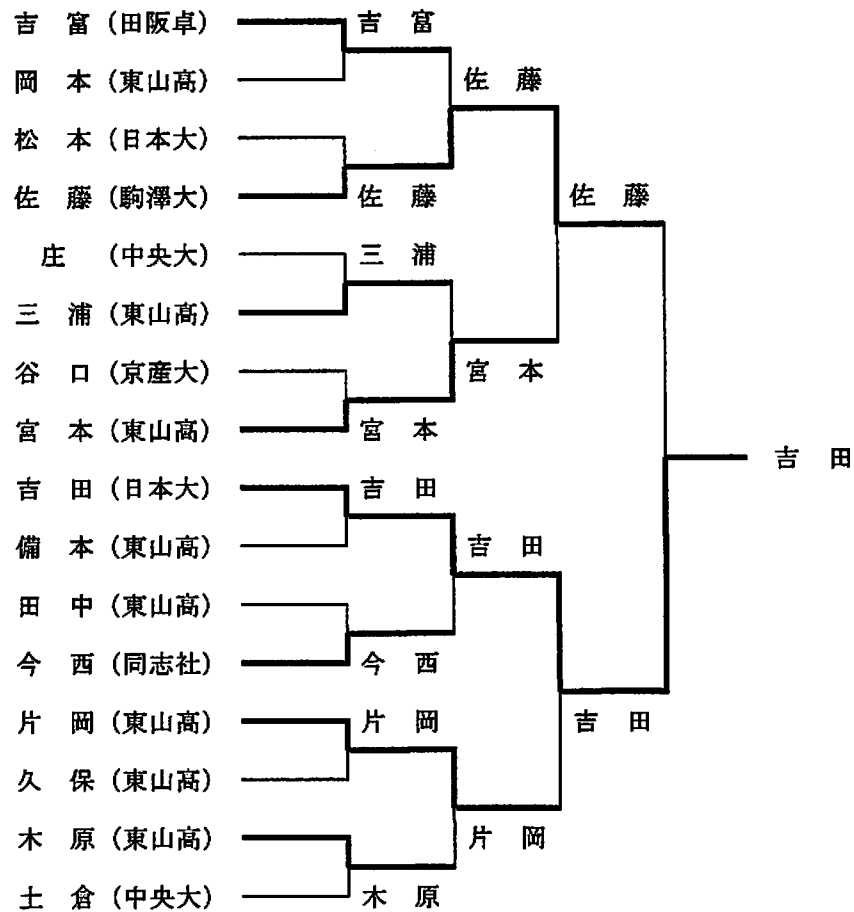 吉富(田阪卓)
吉富
岡本(東山高)
佐藤
松本(日本大)
佐藤(駒澤大)
佐藤
佐藤
庄(中央大)
三浦
三浦(東山高)
谷口(京産大)
宮本
宮本(東山高)
宮本
吉田
吉田(日本大)
吉田
備本(東山高)
吉田
田中(東山高)
今西(同志社)
今西
片岡(東山高)
片岡
吉田
久保(東山高)
木原(東山高)
片岡
土倉(中央大)
木原